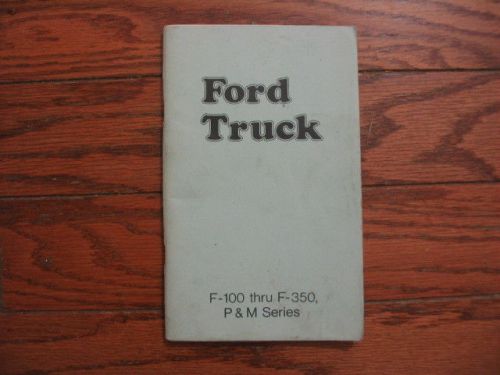 Ford
Truck
F-100 thru F-350,
P & M Series